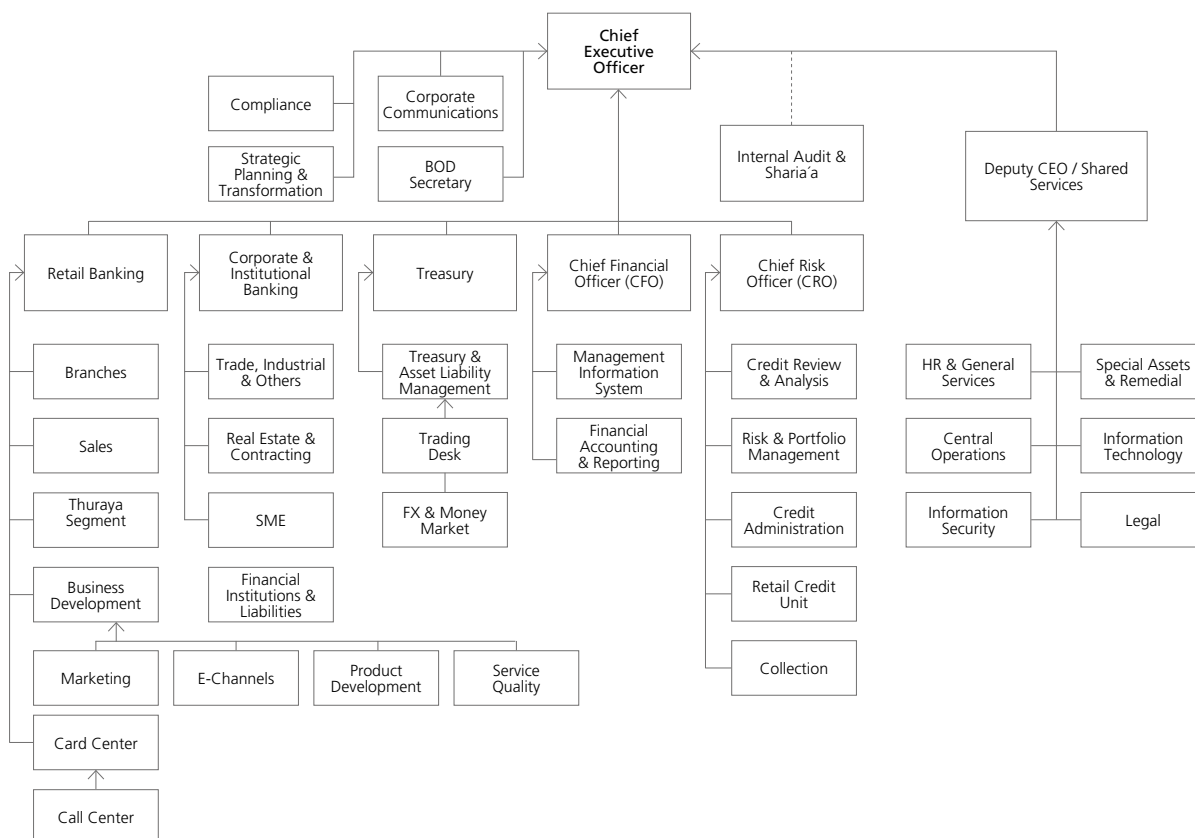 Chief
Executive
Officer
Compliance
Corporate
Communications
Strategic
Planning &
Transformation
BOD
Secretary
Internal Audit &
Sharia´a
Deputy CEO / Shared
Services
Retail Banking
Corporate &
Institutional
Banking
Treasury
Chief Financial
Officer (CFO)
Chief Risk
Officer (CRO)
Branches
Trade, Industrial
& Others
Treasury &
Asset Liability
Management
Management
Information
System
Credit Review
& Analysis
HR & General
Services
Special Assets
& Remedial
Sales
Real Estate &
Contracting
Trading
Desk
Financial
Accounting
& Reporting
Risk & Portfolio
Management
Central
Operations
Information
Technology
Thuraya
Segment
SME
FX & Money
Market
Credit
Administration
Information
Security
Legal
Business
Development
Financial
Institutions &
Liabilities
Retail Credit
Unit
Marketing
E-Channels
Product
Development
Service
Quality
Collection
Card Center
Call Center